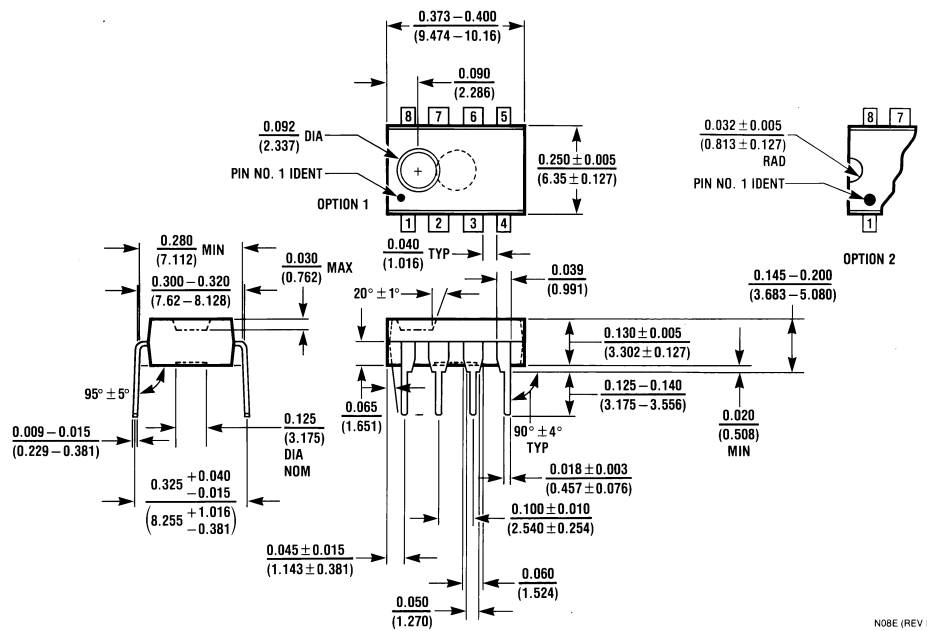 0.373 – 0.400
(9.474 – 10.16)
0.090
(2.286)
8 7 6 5
0.092 DIA
(2.337)
PIN NO. 1 IDENT
OPTION 1
+
0.250 ± 0.005
(6.35 ± 0.127)
1 2 3 4
8 7
0.032 ± 0.005
(0.813 ± 0.127)
RAD
PIN NO. 1 IDENT
1
OPTION 2
0.280 MIN
(7.112)
0.030 MAX
(0.762)
0.300 – 0.320
(7.62 – 8.128)
0.040 TYP
(1.016)
0.039
(0.991)
20° ± 1°
0.145 – 0.200
(3.683 – 5.080)
0.130 ± 0.005
(3.302 ± 0.127)
95° ± 5°
0.009 – 0.015
(0.229 – 0.381)
0.125
(3.175)
DIA
NOM
0.065
(1.651)
90° ± 4°
TYP
0.125 – 0.140
(3.175 – 3.556)
0.020
(0.508)
MIN
0.018 ± 0.003
(0.457 ± 0.076)
0.325 +0.040
−0.015
(8.255 +1.016
−0.381)
0.100 ± 0.010
(2.540 ± 0.254)
0.045 ± 0.015
(1.143 ± 0.381)
0.060
(1.524)
0.050
(1.270)
N08E (REV